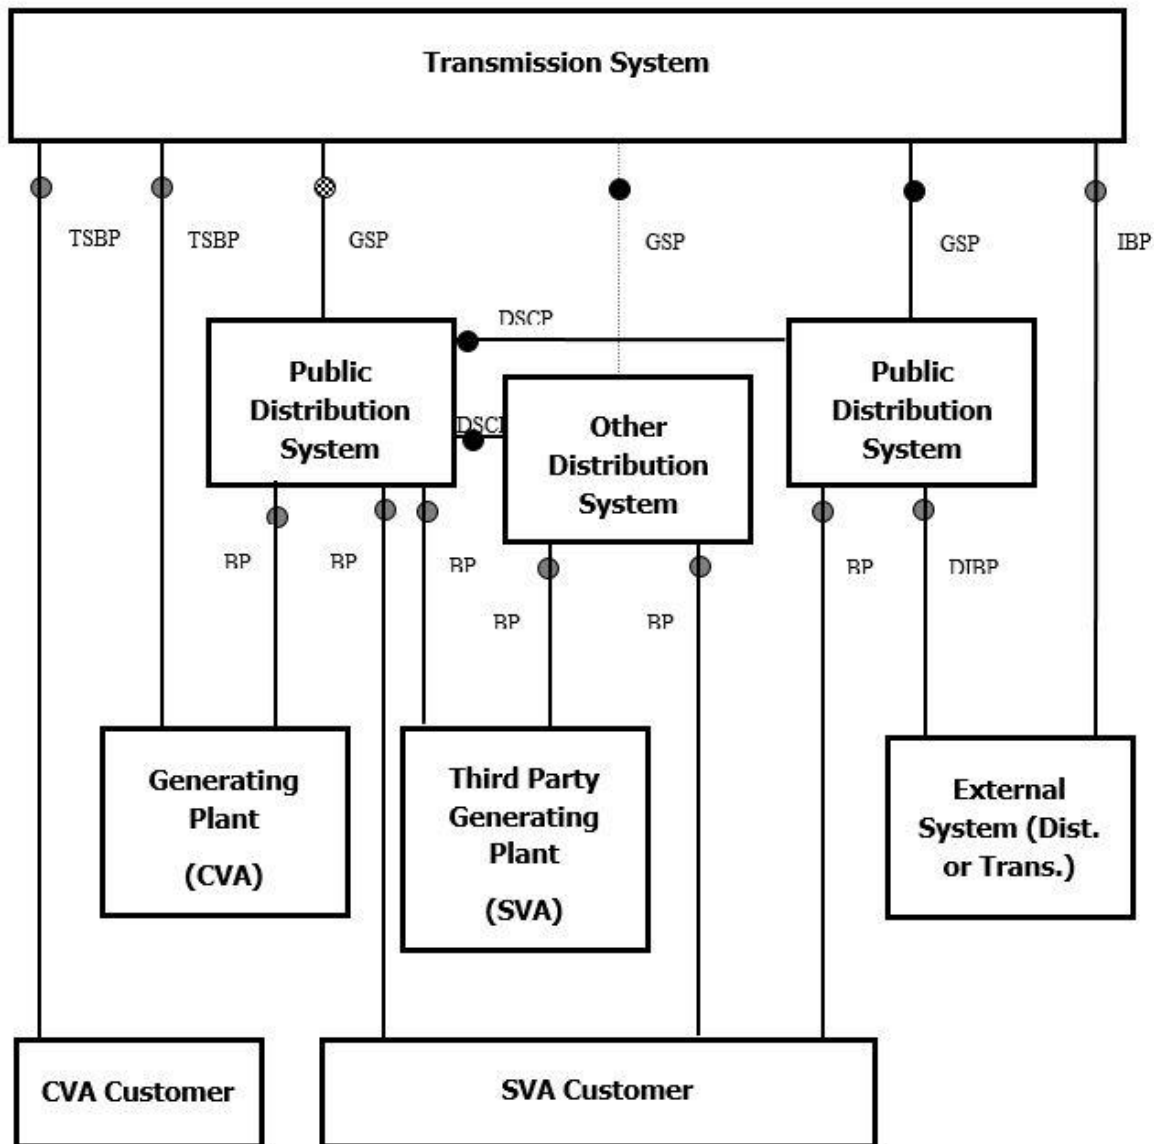 Transmission System
TSBP
TSBP
GSP
GSP
GSP
IBP
DSCP
Public
Distribution
System
DSCP
Other
Distribution
System
Public
Distribution
System
BP
BP
BP
BP
BP
BP
DIBP
Generating
Plant
(CVA)
Third Party
Generating
Plant
(SVA)
External
System (Dist.
or Trans.)
CVA Customer
SVA Customer